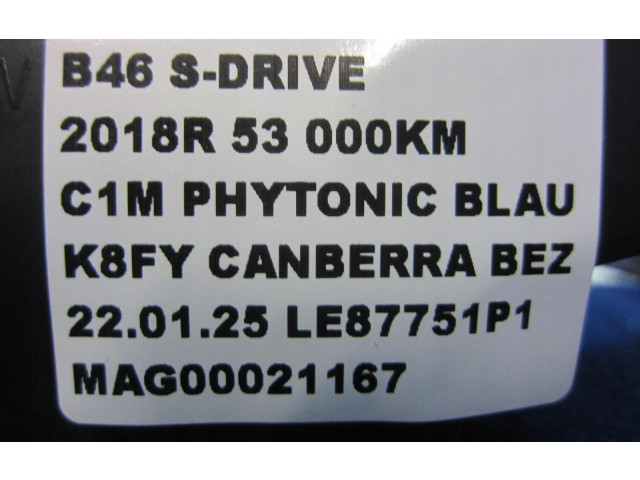 B46 S-DRIVE
2018R 53 000KM
C1M PHYTONIC BLAU
K8FY CANBERRA BEZ
22.01.25 LE87751P1
MAG00021167